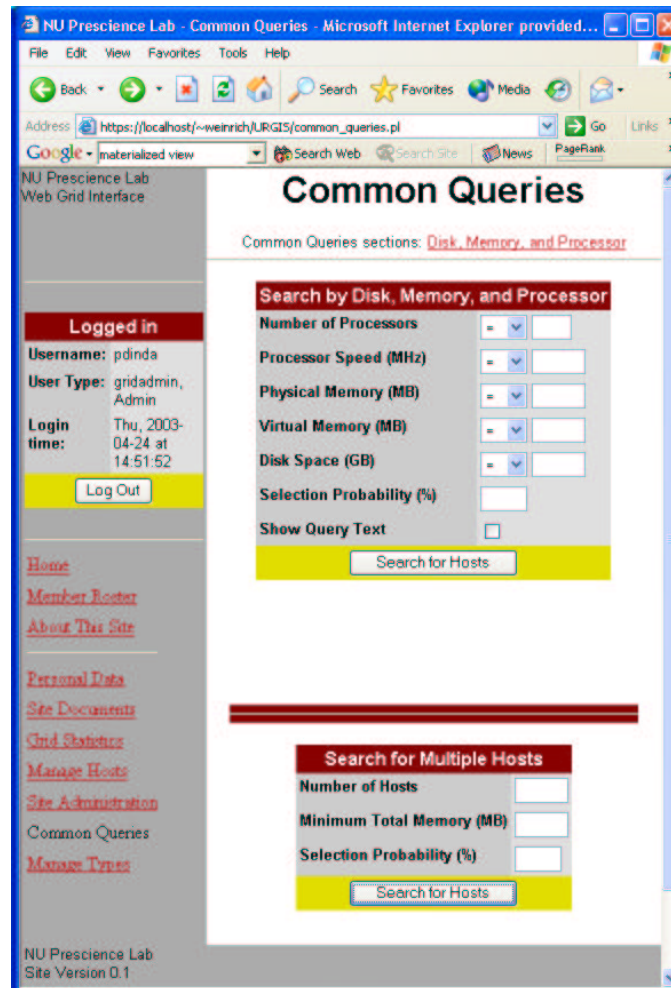 NU Prescience Lab - Common Queries - Microsoft Internet Explorer provided...
File Edit View Favorites Tools Help
Back Search Favorites Media
Address https://localhost/~weinrich/URGIS/common_queries.pl Go Links
Google materialized view Search Web Search Site News PageRank
NU Prescience Lab
Web Grid Interface
Common Queries
Common Queries sections: Disk, Memory, and Processor
Logged in
Username: pdinda
User Type: gridadmin,
Admin
Login time: Thu, 2003-
04-24 at
14:51:52
Log Out
Home
Member Roster
About This Site
Personal Data
Site Documents
Grid Statistics
Manage Hosts
Site Administration
Common Queries
Manage Types
Search by Disk, Memory, and Processor
Number of Processors =
Processor Speed (MHz) =
Physical Memory (MB) =
Virtual Memory (MB) =
Disk Space (GB) =
Selection Probability (%)
Show Query Text
Search for Hosts
Search for Multiple Hosts
Number of Hosts
Minimum Total Memory (MB)
Selection Probability (%)
Search for Hosts
NU Prescience Lab
Site Version 0.1